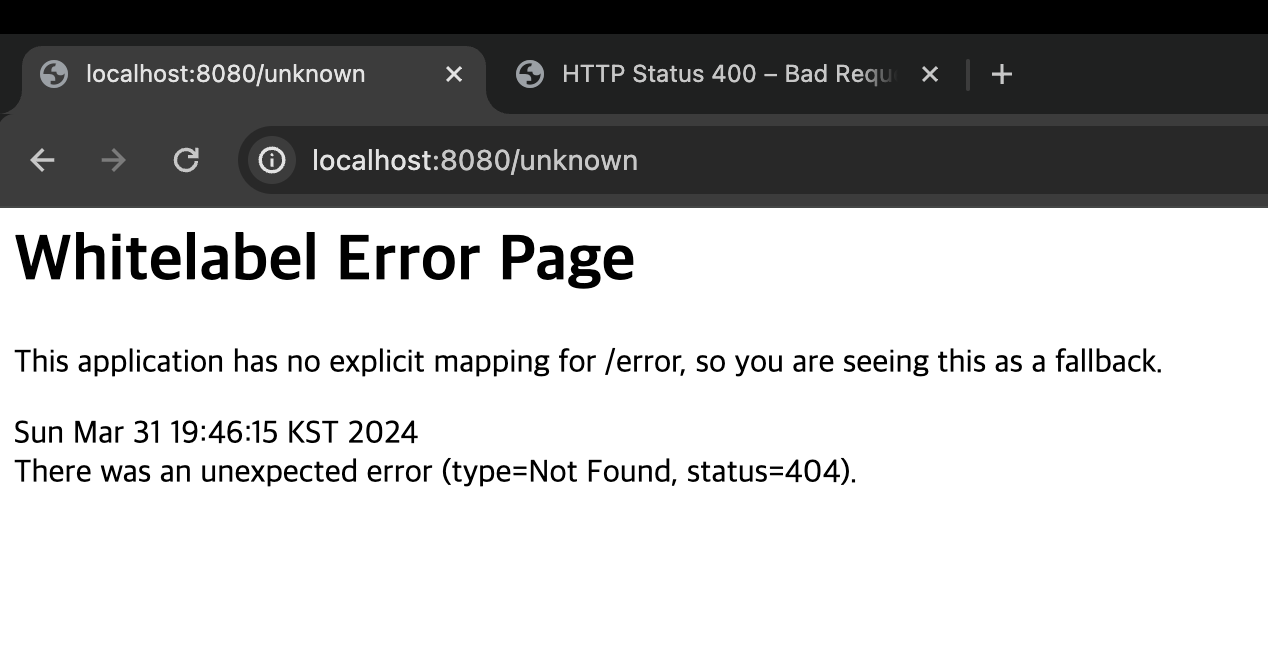 localhost:8080/unknown
HTTP Status 400 – Bad Requ
localhost:8080/unknown
Whitelabel Error Page
This application has no explicit mapping for /error, so you are seeing this as a fallback.
Sun Mar 31 19:46:15 KST 2024
There was an unexpected error (type=Not Found, status=404).